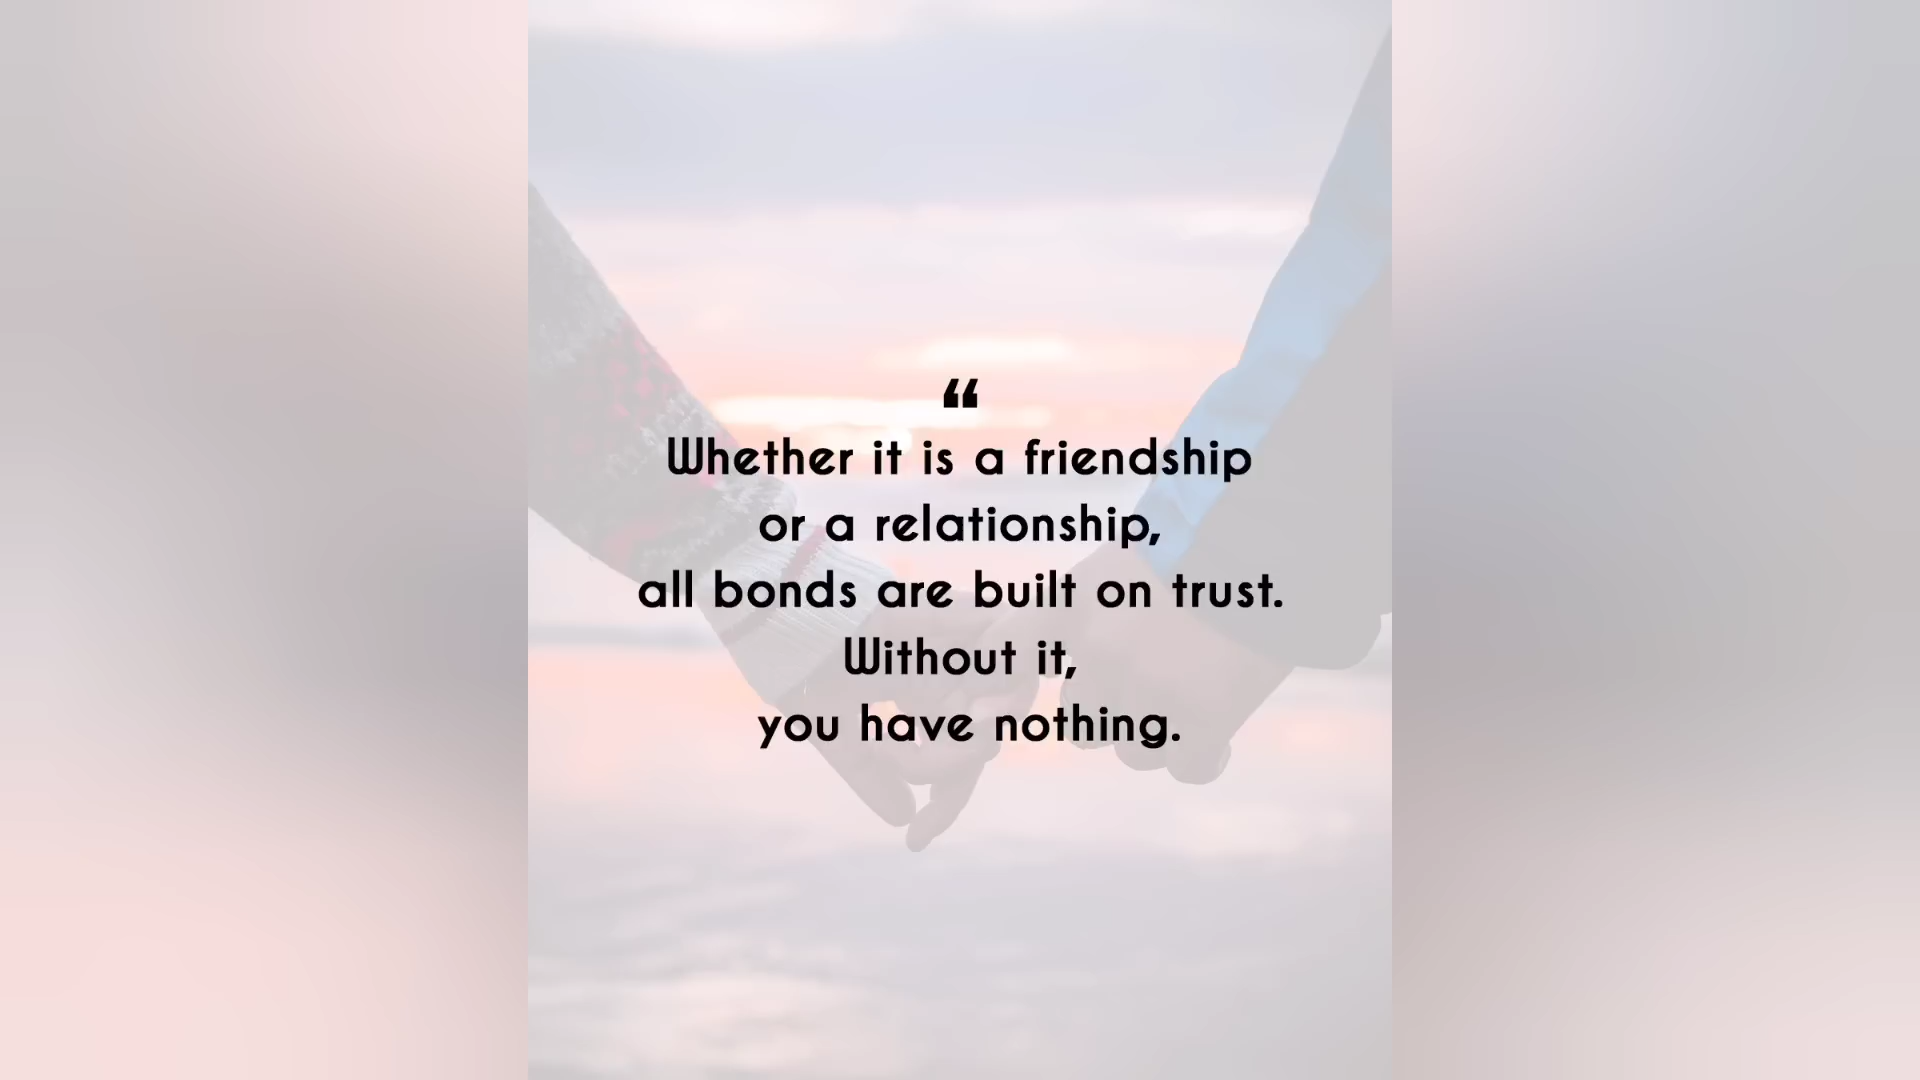 “
Whether it is a friendship
or a relationship,
all bonds are built on trust.
Without it,
you have nothing.